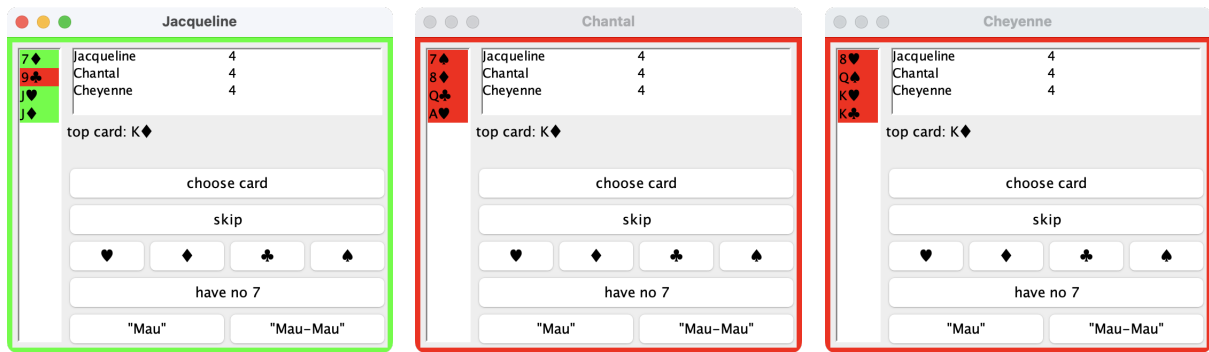 Jacqueline
7♦
9♣
J♥
J♦
Jacqueline 4
Chantal 4
Cheyenne 4
top card: K♦
choose card
skip
♥ ♦ ♣ ♠
have no 7
"Mau" "Mau-Mau"
Chantal
7♠
8♦
Q♣
A♥
Jacqueline 4
Chantal 4
Cheyenne 4
top card: K♦
choose card
skip
♥ ♦ ♣ ♠
have no 7
"Mau" "Mau-Mau"
Cheyenne
8♥
Q♠
K♥
K♣
Jacqueline 4
Chantal 4
Cheyenne 4
top card: K♦
choose card
skip
♥ ♦ ♣ ♠
have no 7
"Mau" "Mau-Mau"